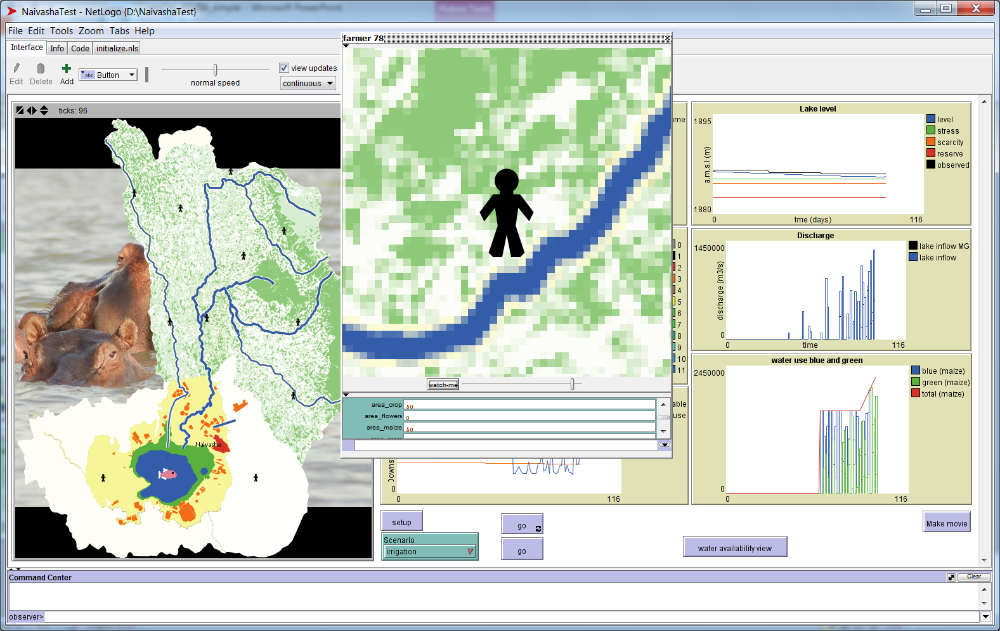 NaivashaTest - NetLogo {D:\NaivashaTest}
File Edit Tools Zoom Tabs Help
Interface Info Code initialize.nls
Edit Delete Add abc Button normal speed view updates continuous
ticks: 96
Naivasha
farmer 78
watch-me
area_crop 50
area_flowers 0
area_maize 50
ume
0
1
2
3
4
5
6
7
8
9
10
11
able
use
Downs
0
0 116
Lake level
1895
a.m.s.l (m)
1880
0 tme (days) 116
level
stress
scarcity
reserve
observed
Discharge
1450000
discharge (m3/s)
0
0 time 116
lake inflow MG
lake inflow
water use blue and green
2450000
0
0 116
blue (maize)
green (maize)
total (maize)
setup go
Scenario
irrigation
go
water availability view
Make movie
Command Center Clear
observer>